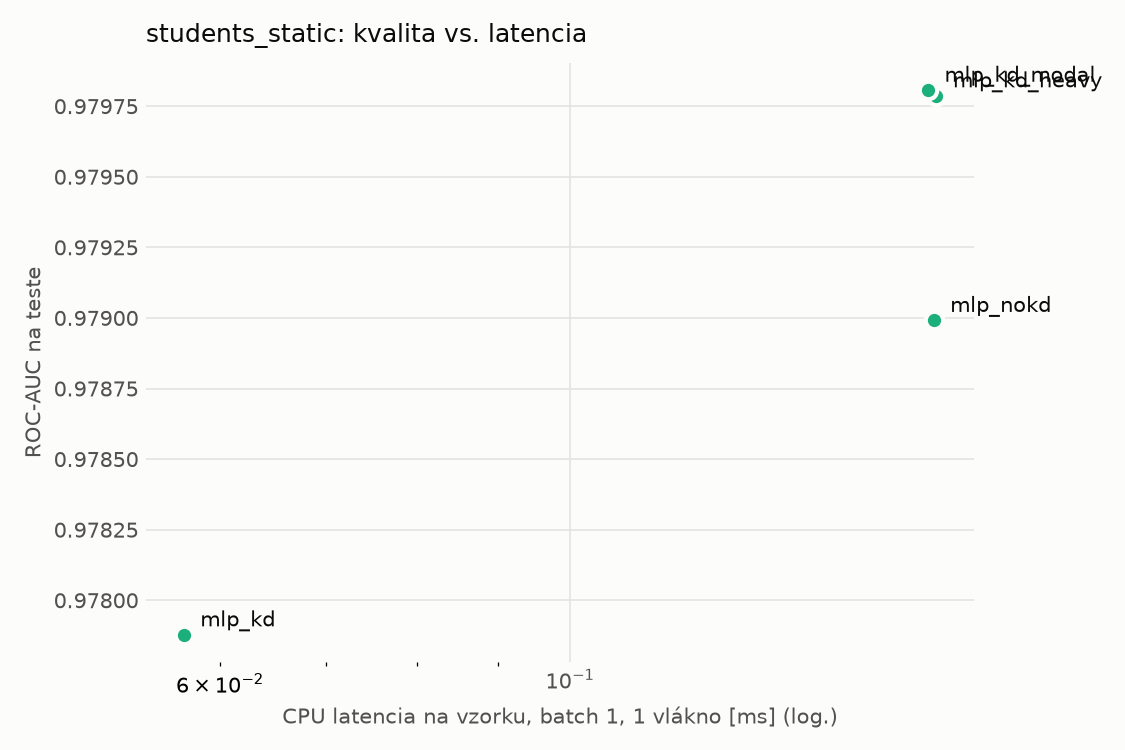 students_static: kvalita vs. latencia
mlp_kd_modal
mlp_kd_heavy
0.97975
0.97950
0.97925
mlp_nokd
0.97900
0.97875
0.97850
0.97825
0.97800
mlp_kd
ROC-AUC na teste
6 × 10⁻²
10⁻¹
CPU latencia na vzorku, batch 1, 1 vlákno [ms] (log.)